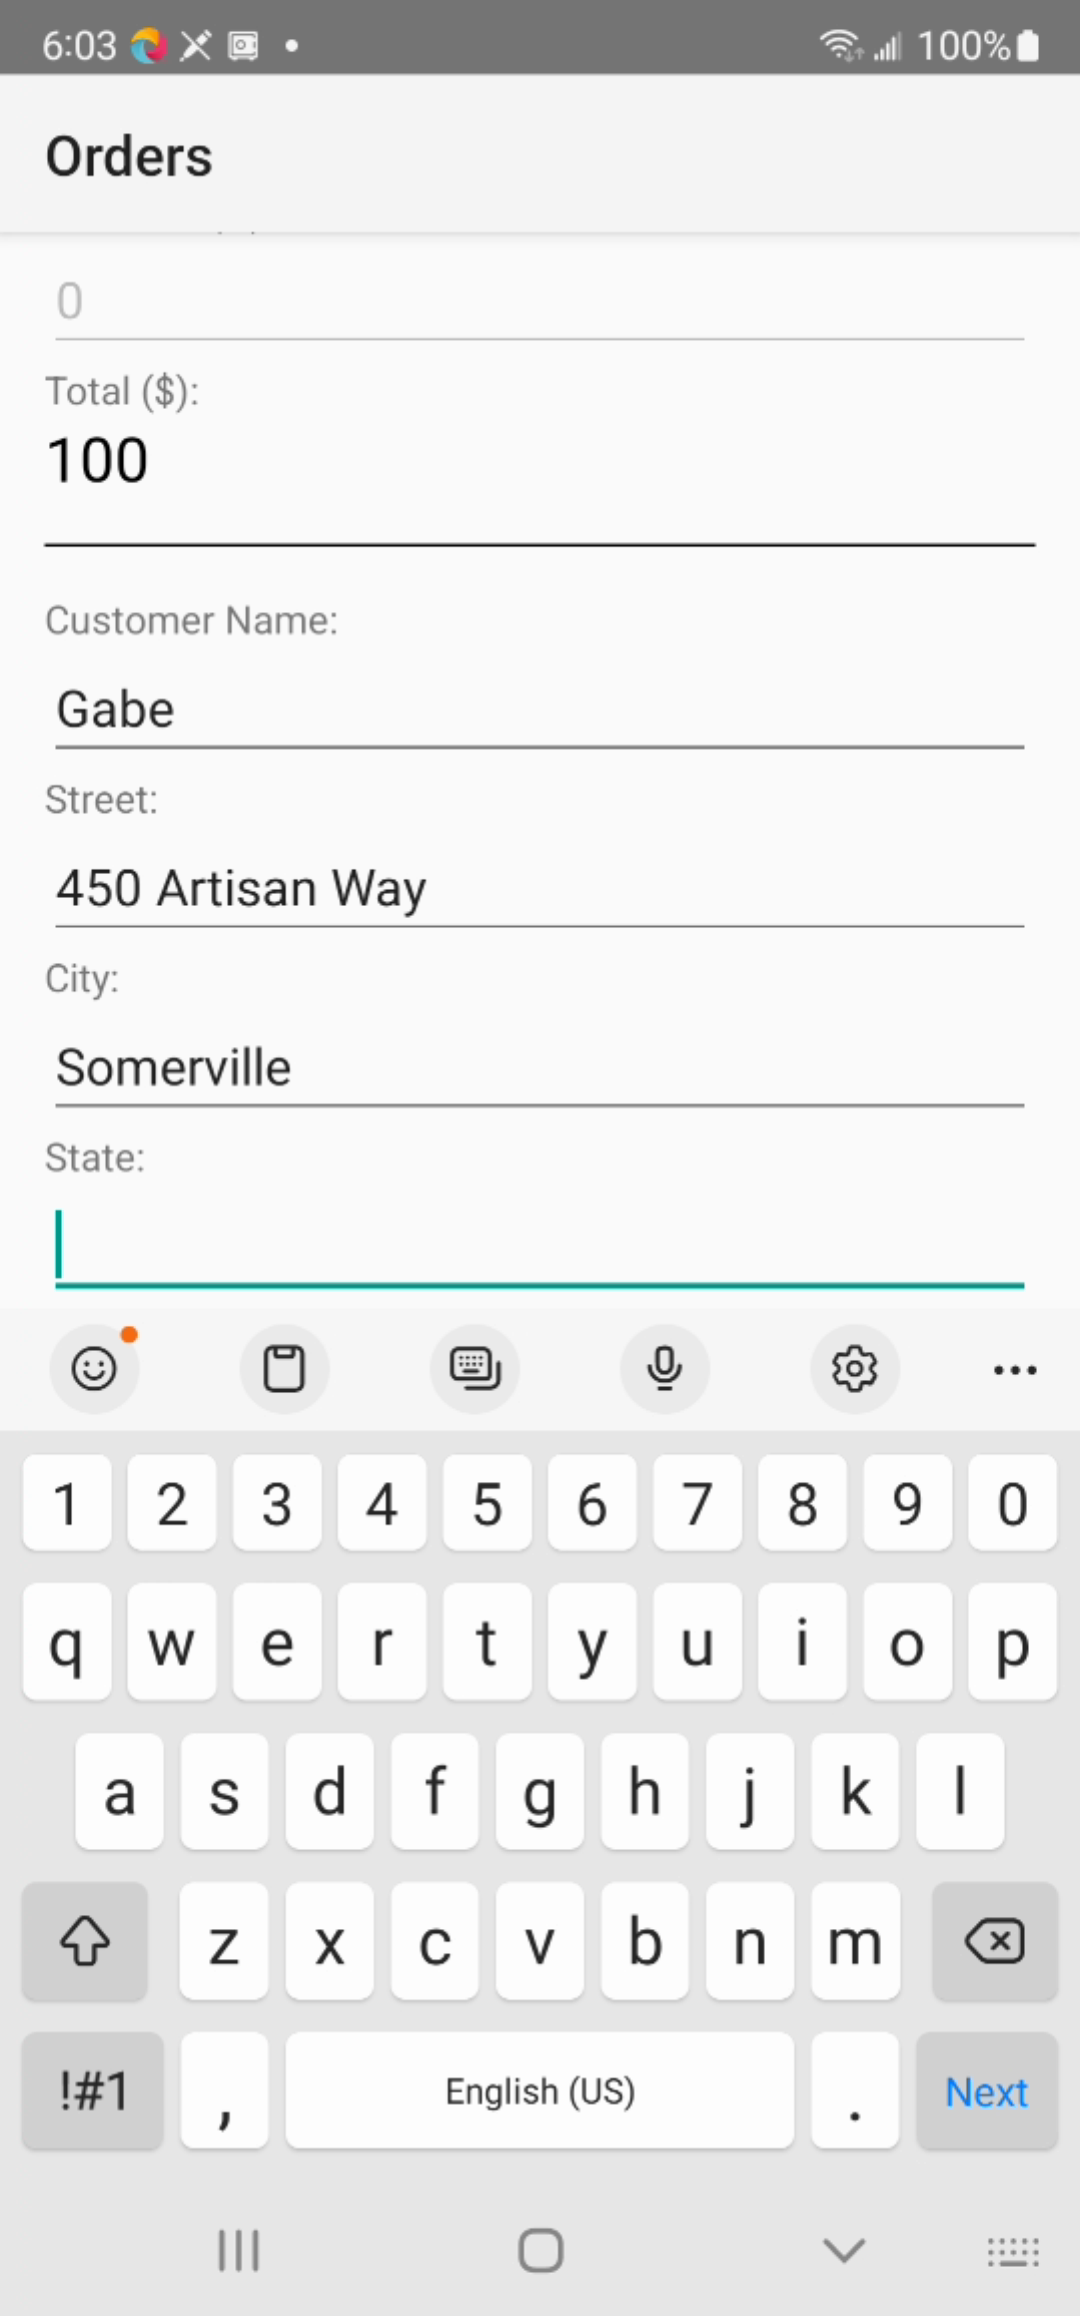 6:03 100%
Orders
0
Total ($):
100
Customer Name:
Gabe
Street:
450 Artisan Way
City:
Somerville
State:
1 2 3 4 5 6 7 8 9 0
q w e r t y u i o p
a s d f g h j k l
z x c v b n m
!#1 , English (US) . Next